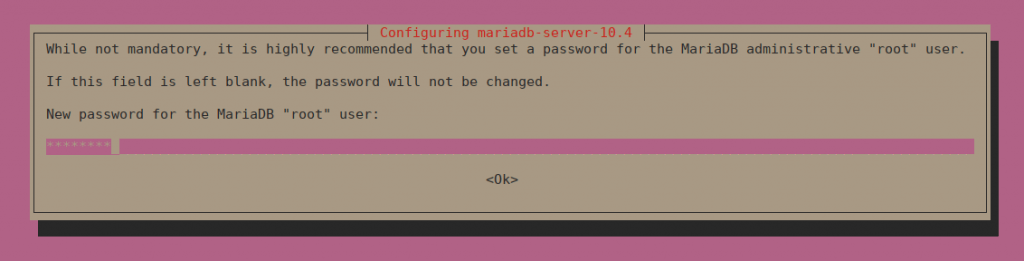 Configuring mariadb-server-10.4
While not mandatory, it is highly recommended that you set a password for the MariaDB administrative "root" user.
If this field is left blank, the password will not be changed.
New password for the MariaDB "root" user:
********
<Ok>